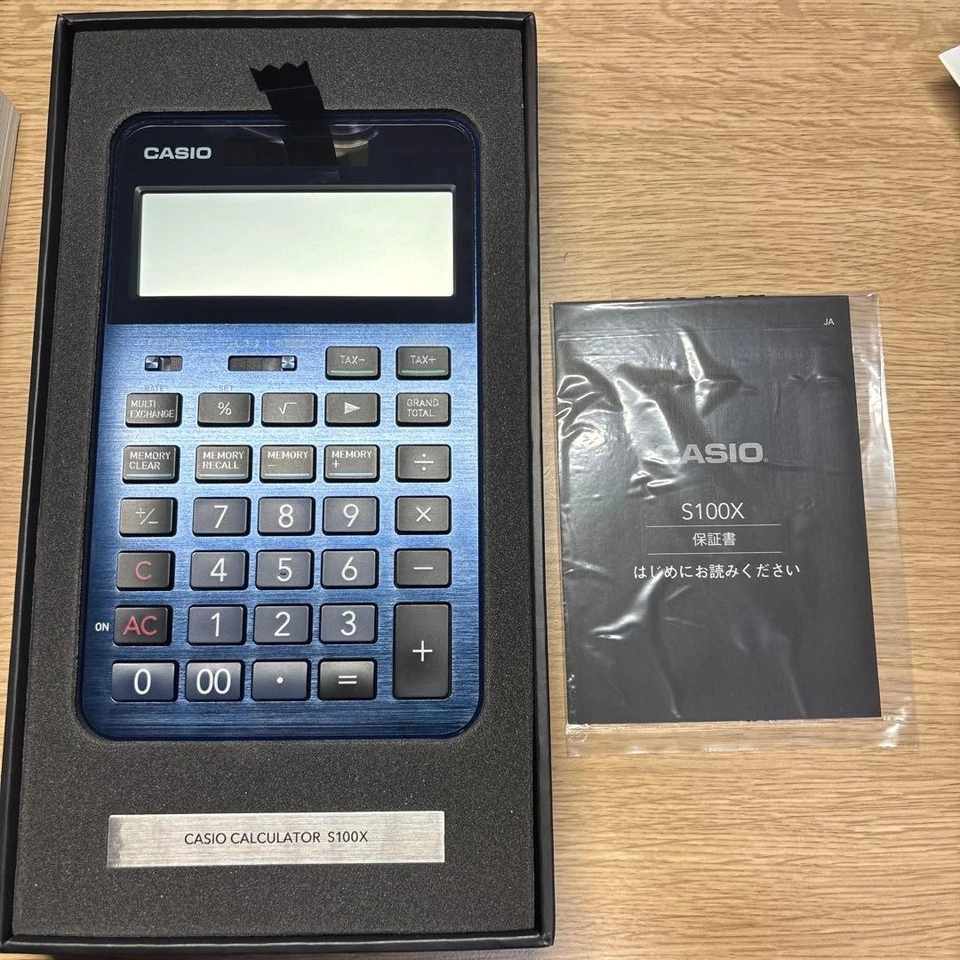 CASIO
TAX−
TAX+
RATE
SET
MULTI
EXCHANGE
%
√
▶
GRAND
TOTAL
MEMORY
CLEAR
MEMORY
RECALL
MEMORY
−
MEMORY
+
÷
+/−
7
8
9
×
C
4
5
6
−
ON
AC
1
2
3
+
0
00
·
=
CASIO CALCULATOR S100X
JA
CASIO
S100X
保証書
はじめにお読みください